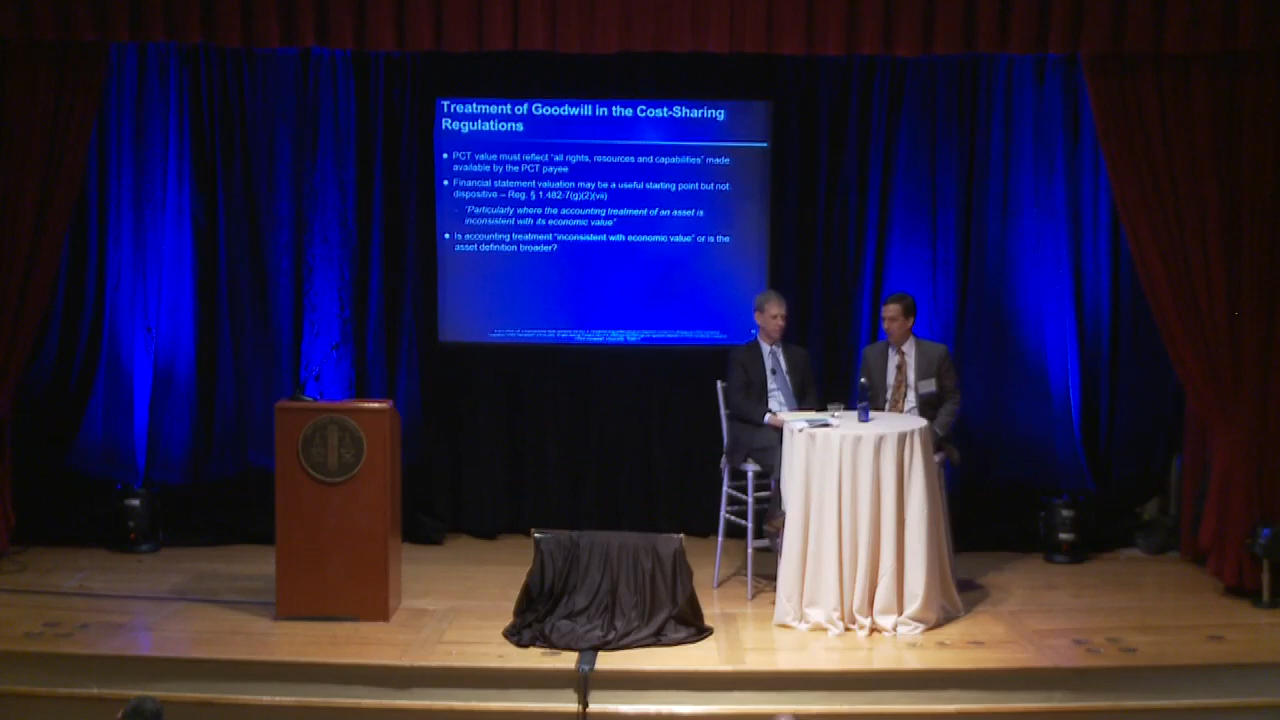 Treatment of Goodwill in the Cost-Sharing
Regulations
PCT value must reflect "all rights, resources and capabilities" made
available by the PCT payee
Financial statement valuation may be a useful starting point but not
dispositive – Reg. § 1.482-7(g)(2)(vii)
"Particularly where the accounting treatment of an asset is
inconsistent with its economic value"
Is accounting treatment "inconsistent with economic value" or is the
asset definition broader?